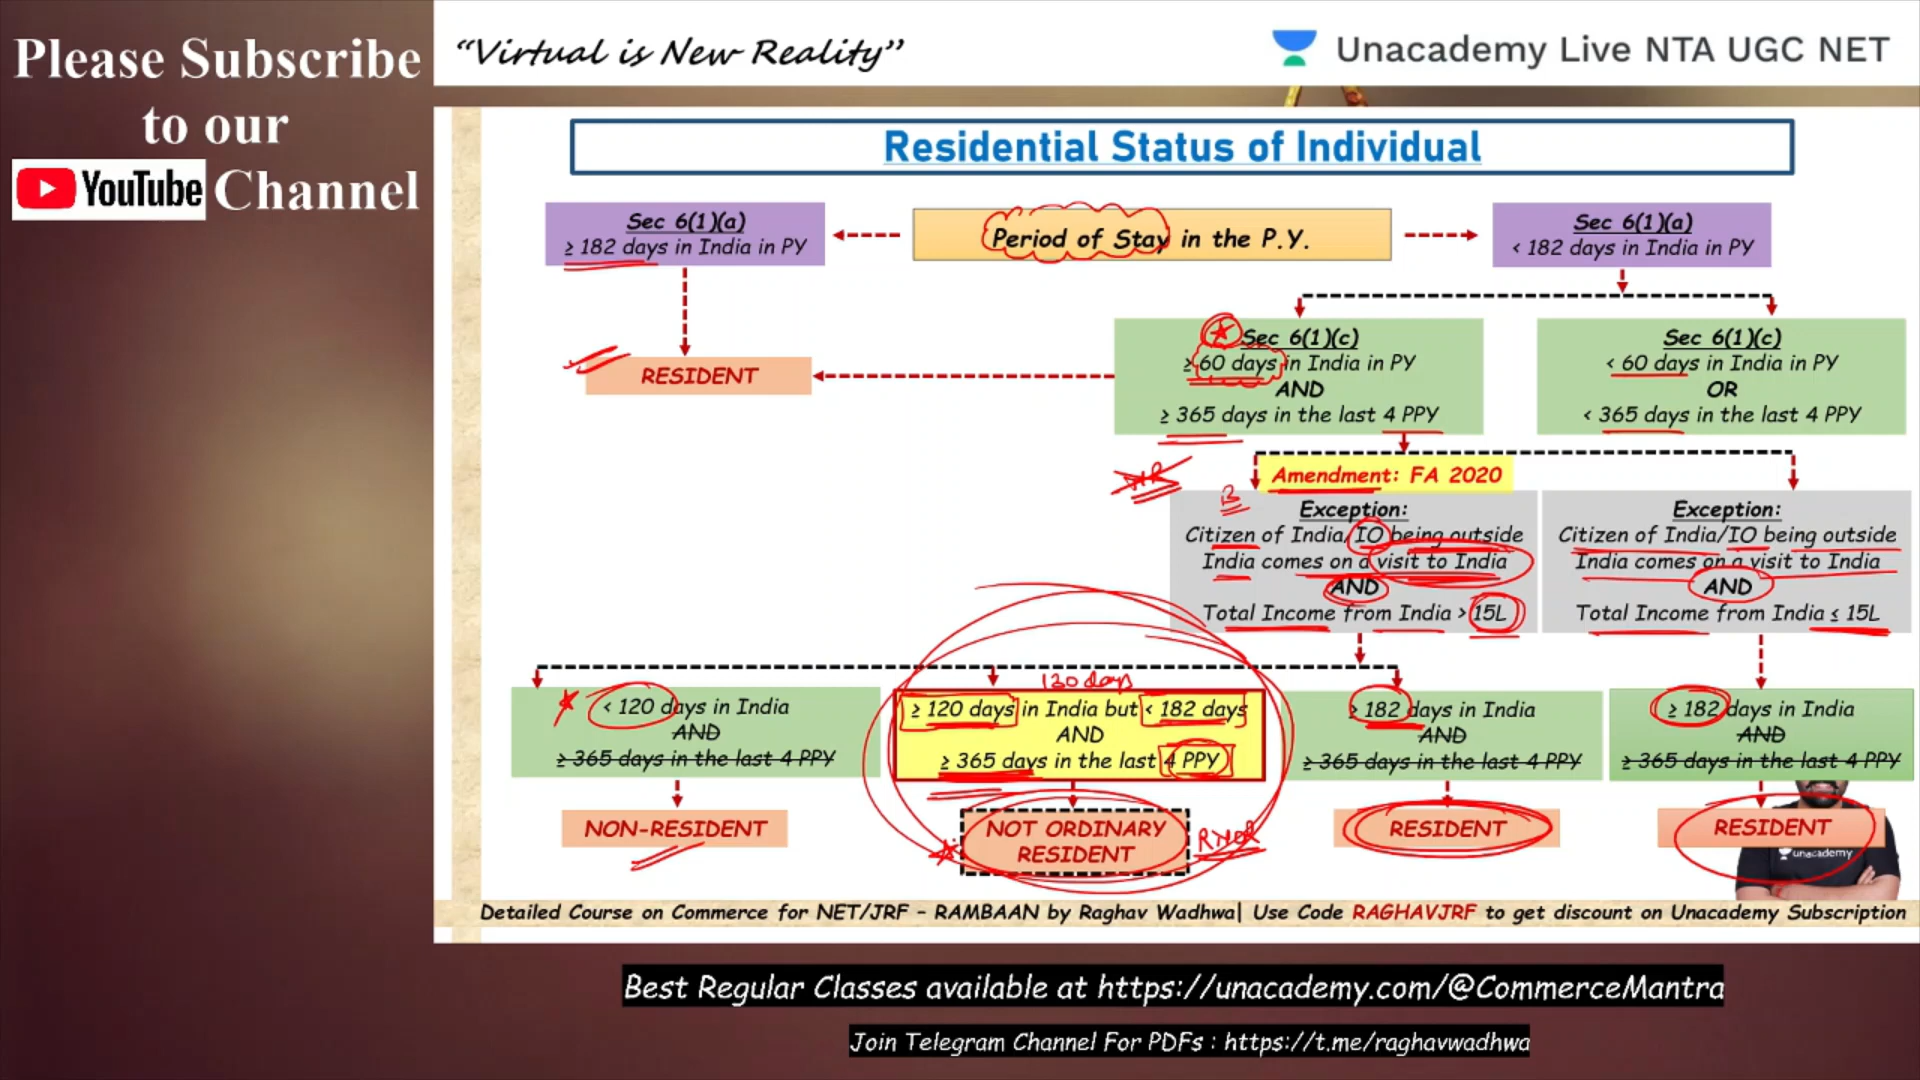 Please Subscribe
to our
YouTube Channel
"Virtual is New Reality"
Unacademy Live NTA UGC NET
Residential Status of Individual
Sec 6(1)(a)
≥ 182 days in India in PY
Period of Stay in the P.Y.
Sec 6(1)(a)
< 182 days in India in PY
RESIDENT
Sec 6(1)(c)
≥ 60 days in India in PY
AND
≥ 365 days in the last 4 PPY
Sec 6(1)(c)
< 60 days in India in PY
OR
< 365 days in the last 4 PPY
NR
Amendment: FA 2020
B
Exception:
Citizen of India/IO being outside
India comes on a visit to India
AND
Total Income from India > 15L
Exception:
Citizen of India/IO being outside
India comes on a visit to India
AND
Total Income from India ≤ 15L
< 120 days in India
AND
≥ 365 days in the last 4 PPY
130 days
≥ 120 days in India but < 182 days
AND
≥ 365 days in the last 4 PPY
≥ 182 days in India
AND
≥ 365 days in the last 4 PPY
≥ 182 days in India
AND
≥ 365 days in the last 4 PPY
NON-RESIDENT
NOT ORDINARY
RESIDENT
RNOR
RESIDENT
RESIDENT
unacademy
Detailed Course on Commerce for NET/JRF - RAMBAAN by Raghav Wadhwa| Use Code RAGHAVJRF to get discount on Unacademy Subscription
Best Regular Classes available at https://unacademy.com/@CommerceMantra
Join Telegram Channel For PDFs : https://t.me/raghavwadhwa